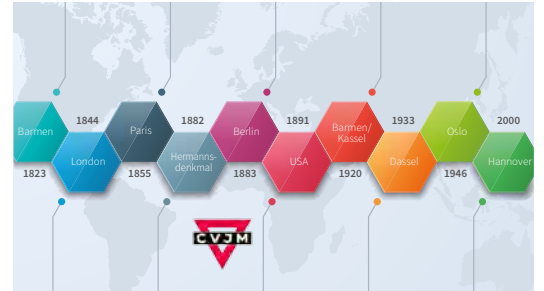 1844
1882
1891
1933
2000
Barmen
Paris
Berlin
Barmen/
Kassel
Oslo
London
Hermanns-
denkmal
USA
Dassel
Hannover
1823
1855
1883
1920
1946
CVJM